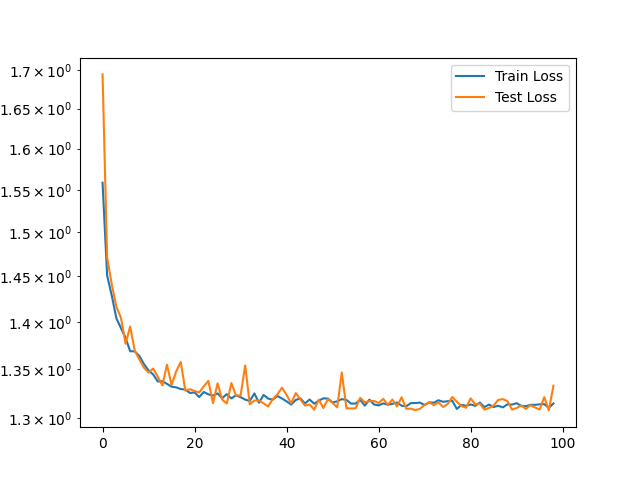 1.7 × 10⁰
1.65 × 10⁰
1.6 × 10⁰
1.55 × 10⁰
1.5 × 10⁰
1.45 × 10⁰
1.4 × 10⁰
1.35 × 10⁰
1.3 × 10⁰
0 20 40 60 80 100
Train Loss
Test Loss